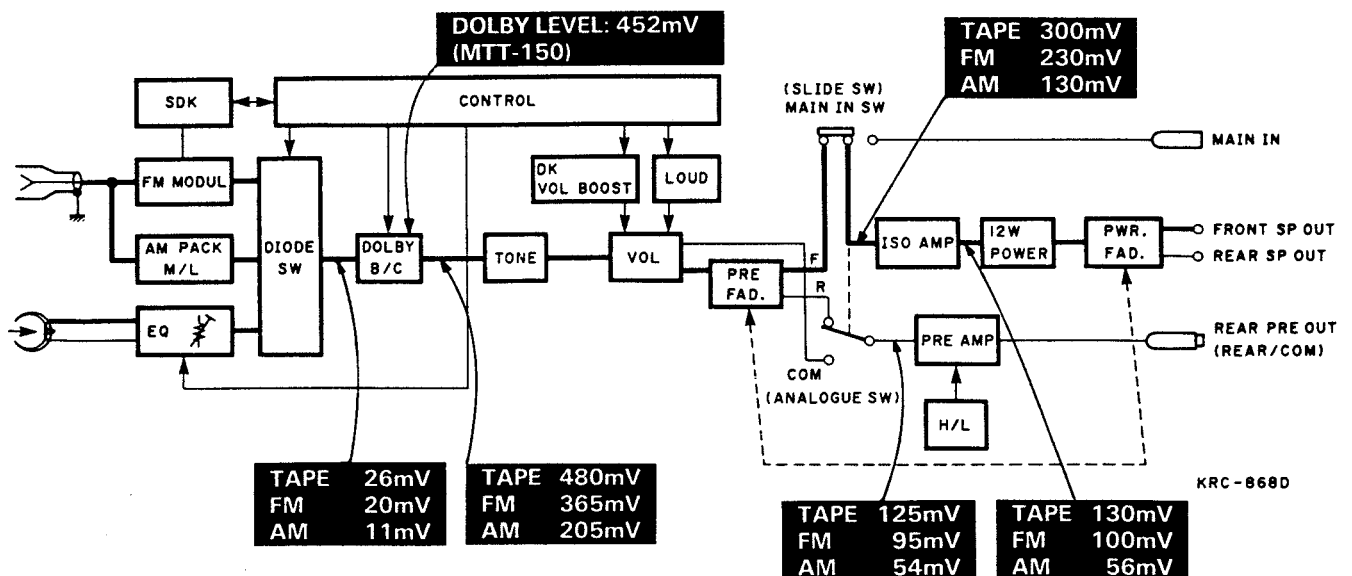 DOLBY LEVEL: 452mV
(MTT-150)
TAPE 300mV
FM 230mV
AM 130mV
SDK
CONTROL
(SLIDE SW)
MAIN IN SW
MAIN IN
FM MODUL
DK
VOL BOOST
LOUD
AM PACK
M/L
DIODE
SW
DOLBY
B/C
TONE
VOL
PRE
FAD.
F
R
ISO AMP
12W
POWER
PWR.
FAD.
FRONT SP OUT
REAR SP OUT
EQ
COM
(ANALOGUE SW)
PRE AMP
H/L
REAR PRE OUT
(REAR/COM)
TAPE 26mV
FM 20mV
AM 11mV
TAPE 480mV
FM 365mV
AM 205mV
KRC-868D
TAPE 125mV
FM 95mV
AM 54mV
TAPE 130mV
FM 100mV
AM 56mV